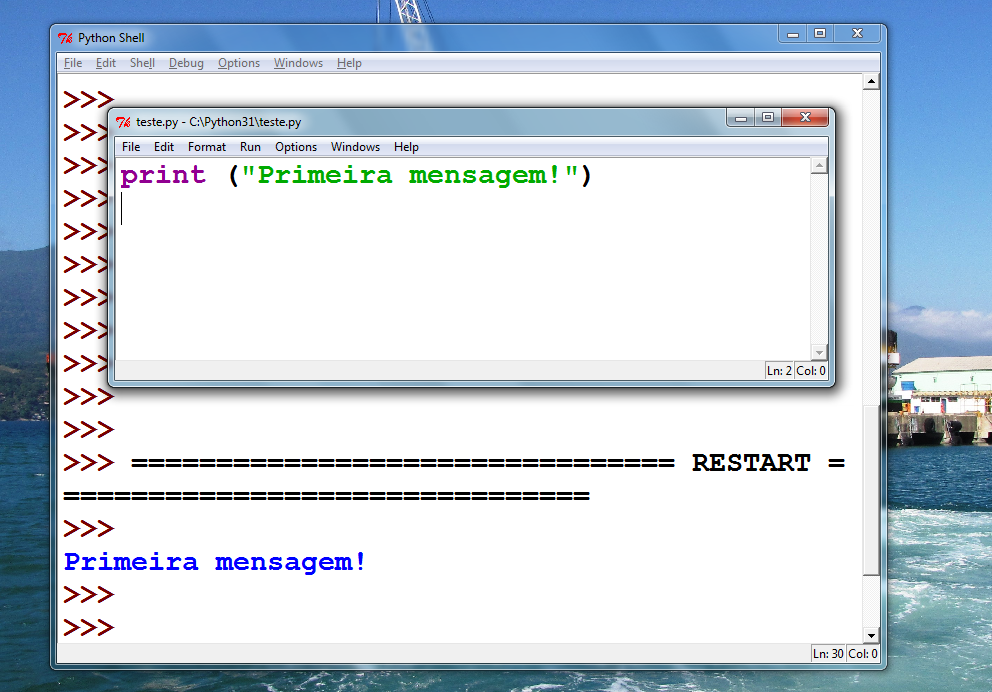 Python Shell
File Edit Shell Debug Options Windows Help
>>>
>>>
>>>
>>>
>>>
>>>
>>>
>>>
>>>
>>>
>>>
teste.py - C:\Python31\teste.py
File Edit Format Run Options Windows Help
print ("Primeira mensagem!")
Ln: 2 Col: 0
>>> ================================ RESTART =
===============================
>>>
Primeira mensagem!
>>>
>>>
Ln: 30 Col: 0